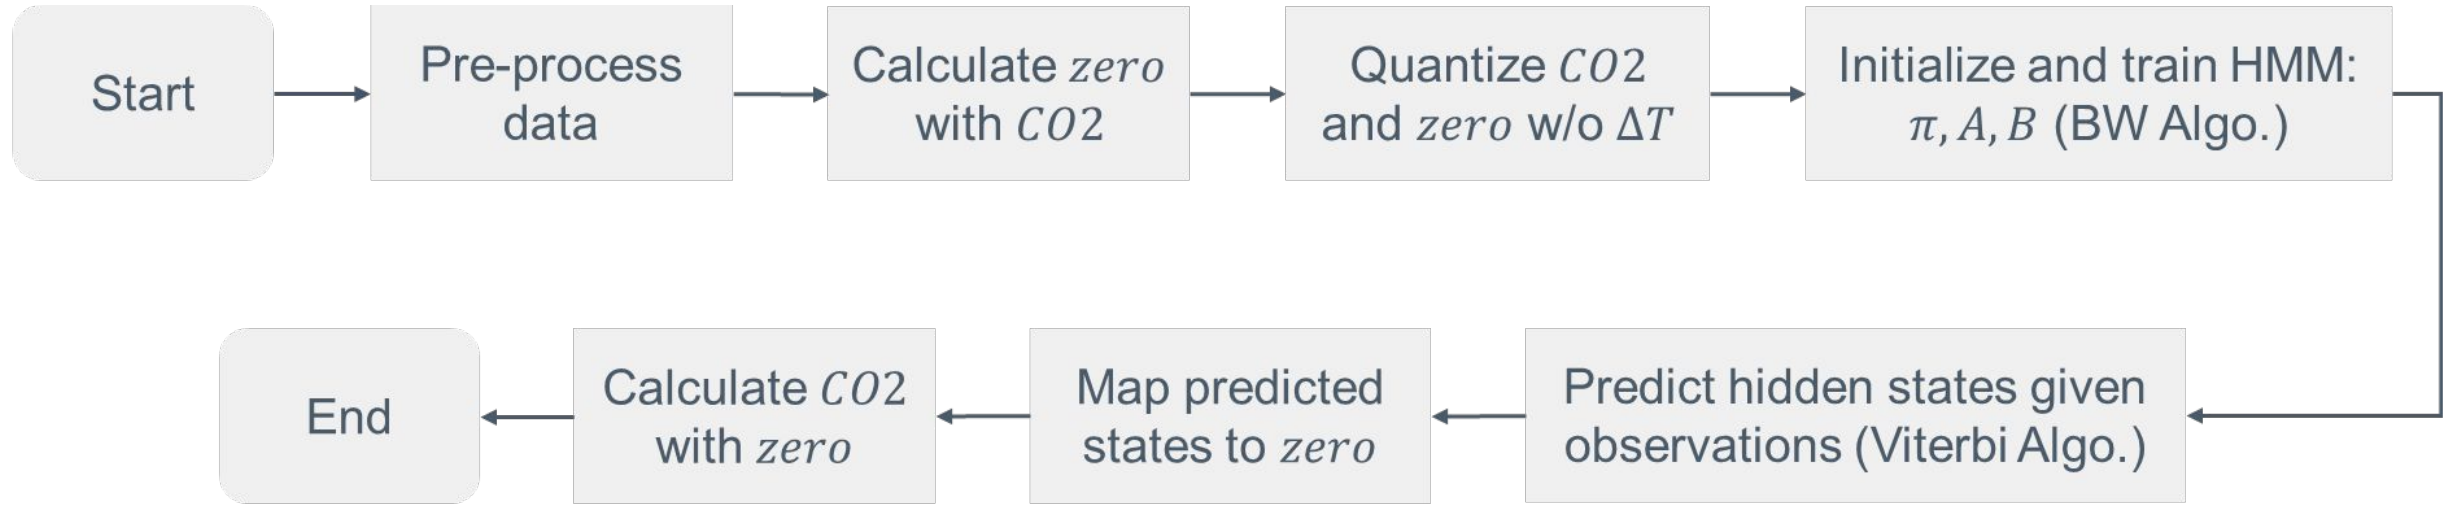 Start
Pre-process
data
Calculate zero
with CO2
Quantize CO2
and zero w/o ΔT
Initialize and train HMM:
π, A, B (BW Algo.)
Predict hidden states given
observations (Viterbi Algo.)
Map predicted
states to zero
Calculate CO2
with zero
End